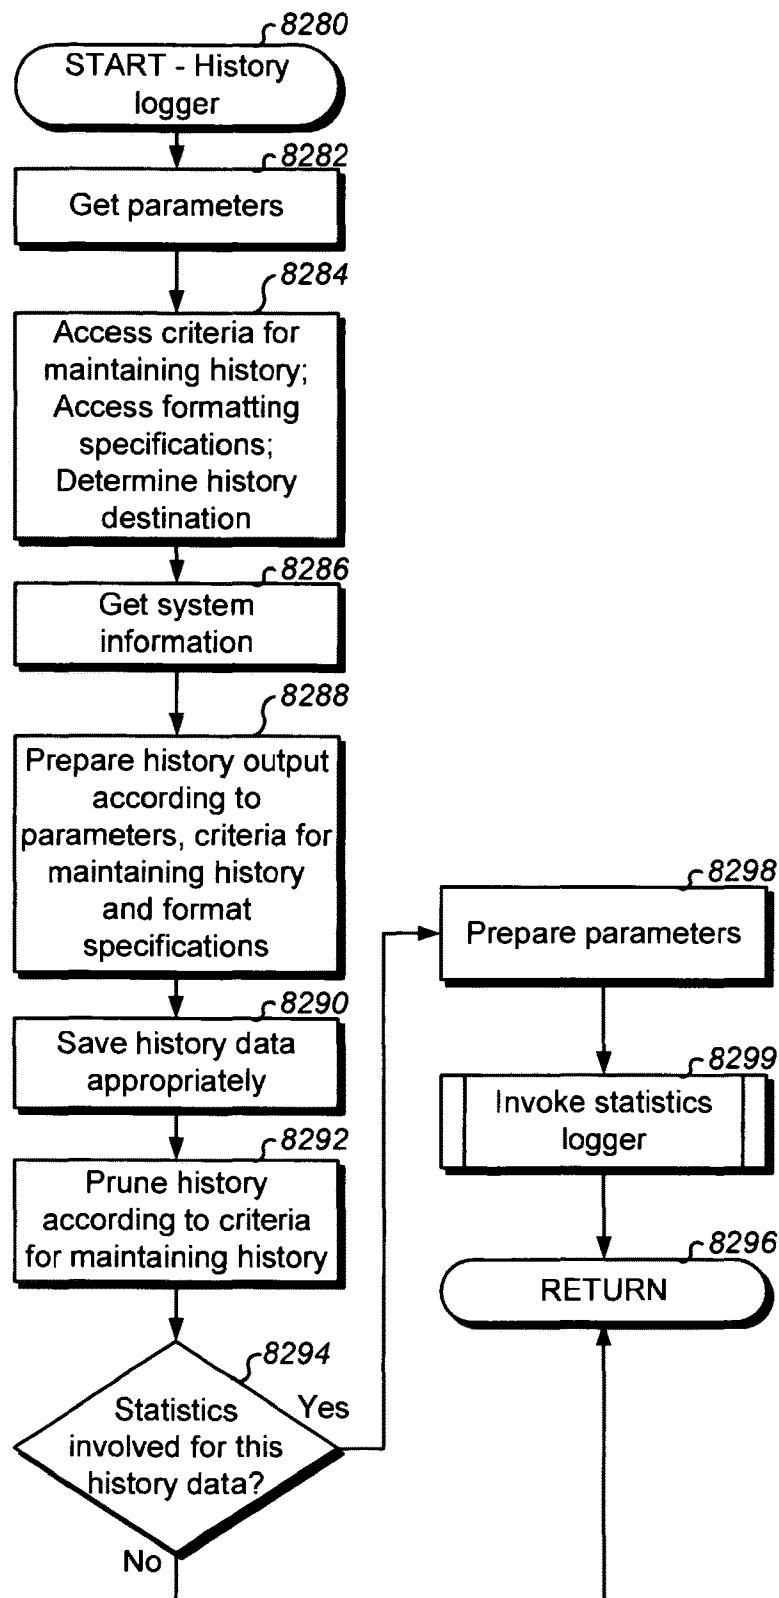 8280
START - History
logger
8282
Get parameters
8284
Access criteria for
maintaining history;
Access formatting
specifications;
Determine history
destination
8286
Get system
information
8288
Prepare history output
according to
parameters, criteria for
maintaining history
and format
specifications
8290
Save history data
appropriately
8292
Prune history
according to criteria
for maintaining history
8294
Statistics
involved for this
history data?
Yes
No
8298
Prepare parameters
8299
Invoke statistics
logger
8296
RETURN